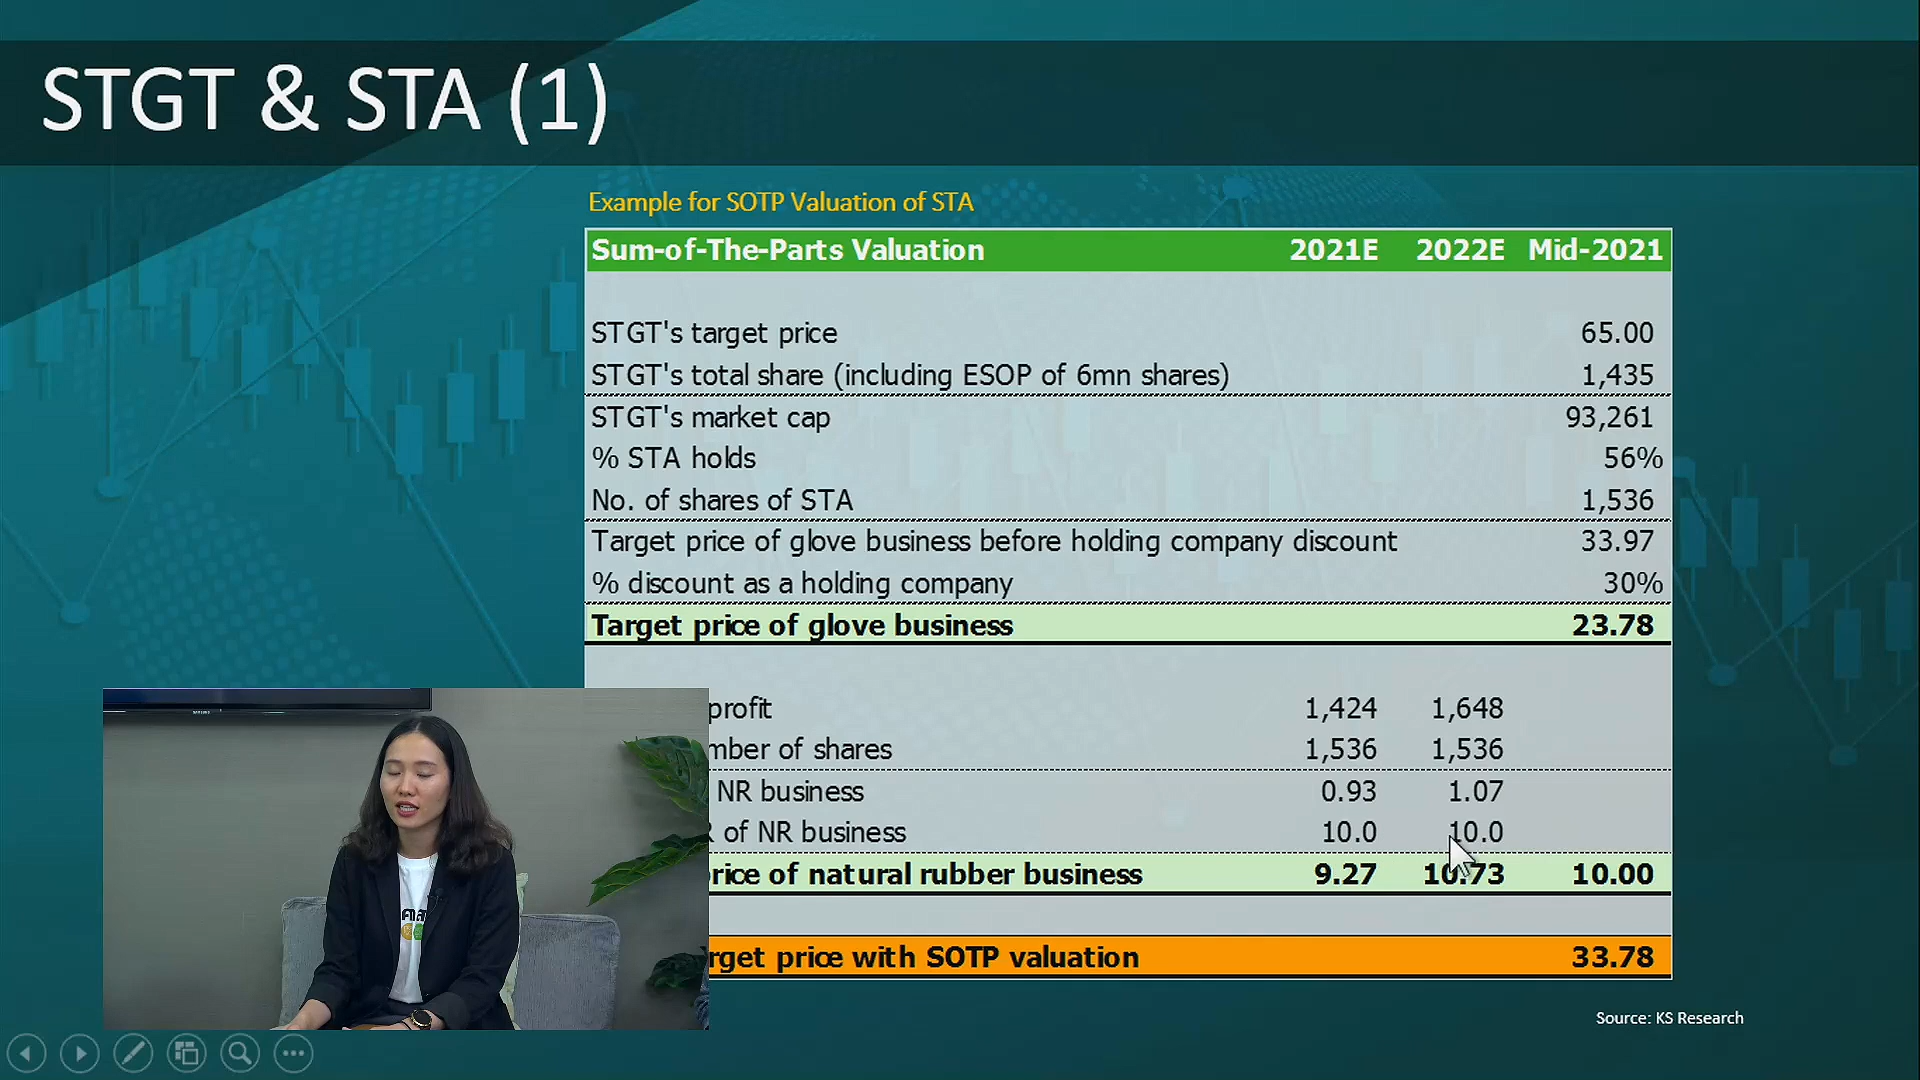 STGT & STA (1)
Example for SOTP Valuation of STA
Sum-of-The-Parts Valuation 2021E 2022E Mid-2021
STGT's target price 65.00
STGT's total share (including ESOP of 6mn shares) 1,435
STGT's market cap 93,261
% STA holds 56%
No. of shares of STA 1,536
Target price of glove business before holding company discount 33.97
% discount as a holding company 30%
Target price of glove business 23.78
profit 1,424 1,648
mber of shares 1,536 1,536
NR business 0.93 1.07
of NR business 10.0 10.0
rice of natural rubber business 9.27 10.73 10.00
rget price with SOTP valuation 33.78
SAMSUNG
Source: KS Research